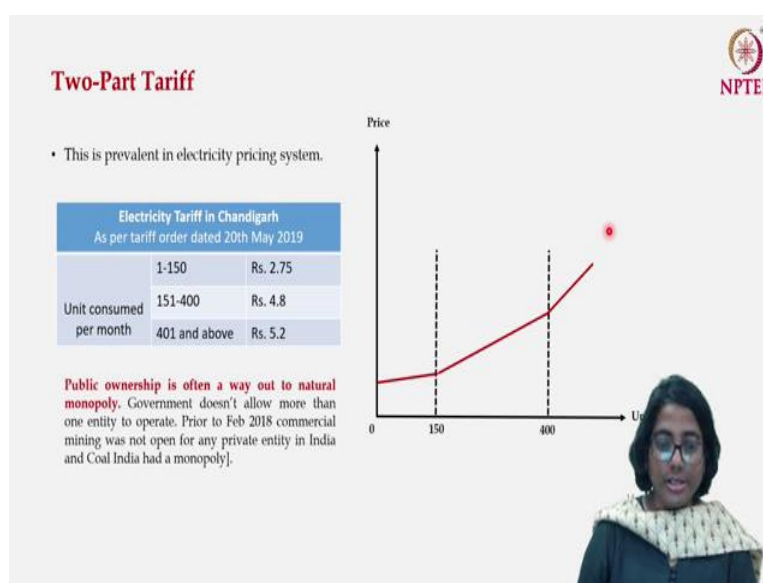 Two-Part Tariff
NPTE
• This is prevalent in electricity pricing system.
Electricity Tariff in Chandigarh
As per tariff order dated 20th May 2019
Unit consumed per month
1-150 Rs. 2.75
151-400 Rs. 4.8
401 and above Rs. 5.2
Public ownership is often a way out to natural
monopoly. Government doesn't allow more than
one entity to operate. Prior to Feb 2018 commercial
mining was not open for any private entity in India
and Coal India had a monopoly].
Price
0 150 400